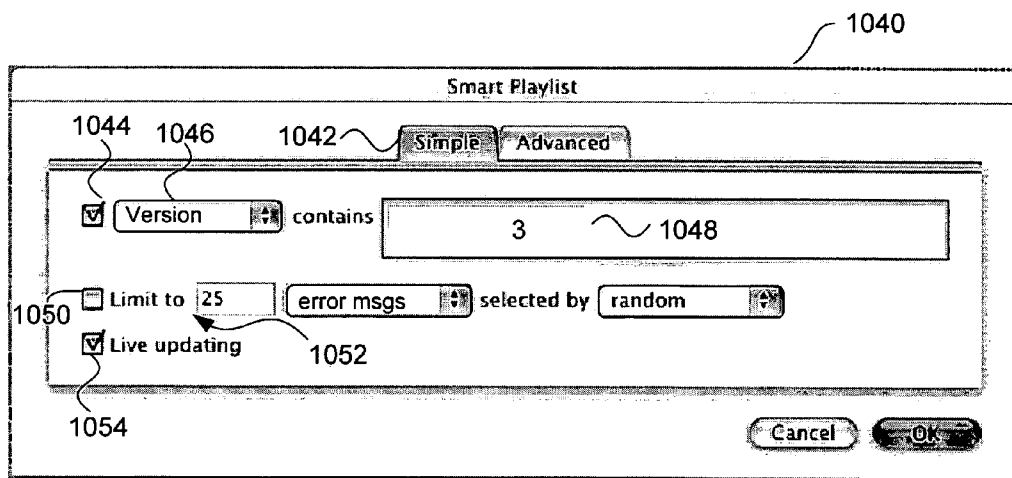 1040
Smart Playlist
1044 1046 1042 Simple Advanced
Version contains 3 1048
1050 Limit to 25 error msgs selected by random
Live updating 1052
1054
Cancel OK